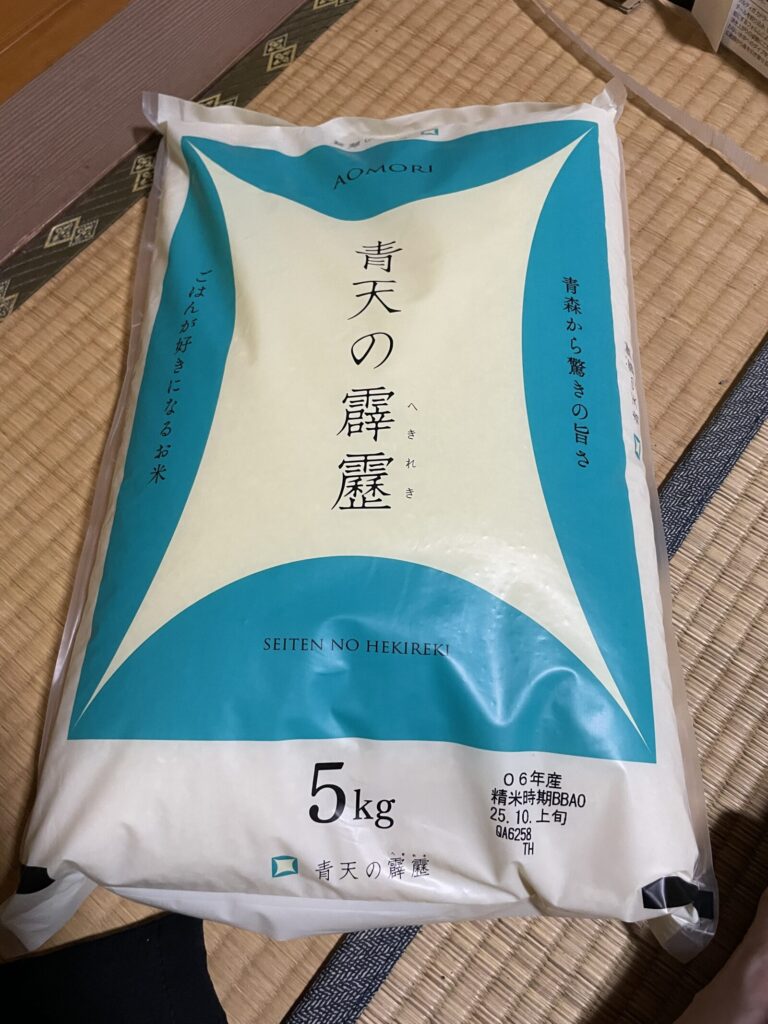 AOMORI
青森から驚きの旨さ
青天の霹靂
へきれき
ごはんが好きになるお米
SEITEN NO HEKIREKI
5kg
06年産
精米時期BBAO
25.10.上旬
QA6258
TH
青天の霹靂